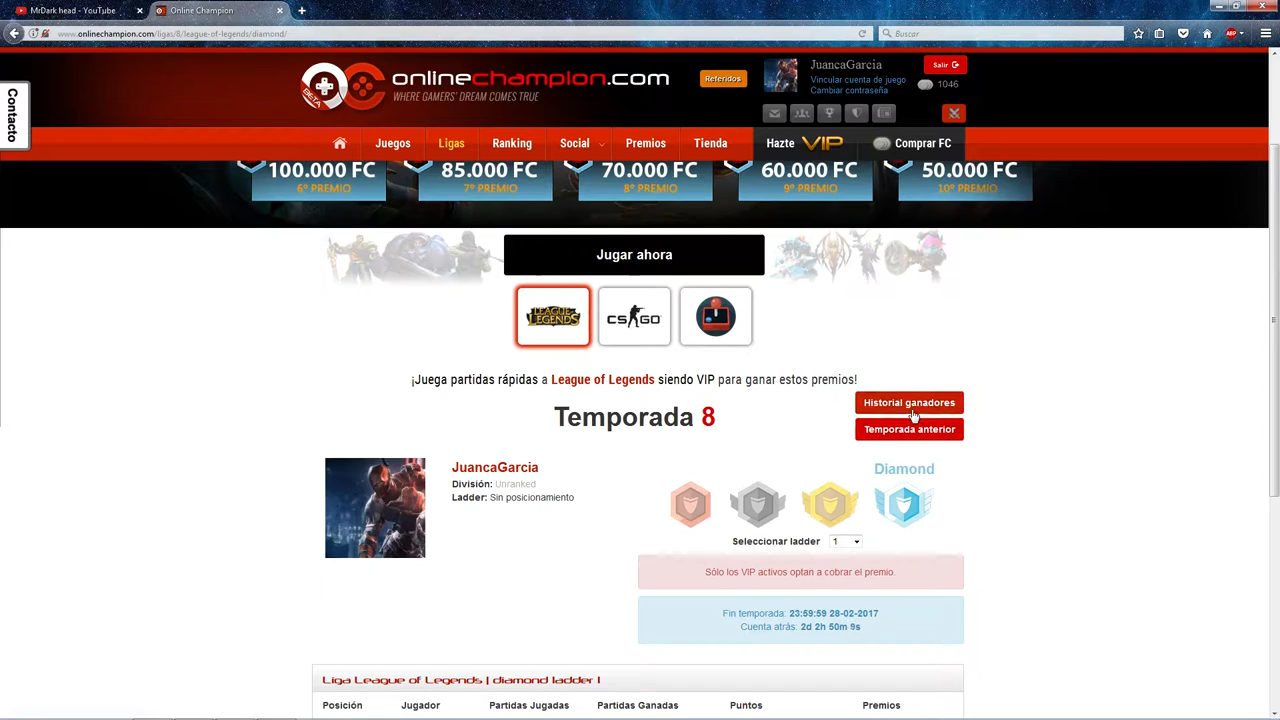 MrDark head - YouTube
Online Champion
www.onlinechampion.com/ligas/8/league-of-legends/diamond/
Buscar
ABP
Contacto
BETA
onlinechampion.com
WHERE GAMERS' DREAM COMES TRUE
Referidos
JuancaGarcia
Vincular cuenta de juego
Cambiar contraseña
Salir
1046
Juegos
Ligas
Ranking
Social
Premios
Tienda
Hazte VIP
Comprar FC
100.000 FC
6º PREMIO
85.000 FC
7º PREMIO
70.000 FC
8º PREMIO
60.000 FC
9º PREMIO
50.000 FC
10º PREMIO
Jugar ahora
LEAGUE OF LEGENDS
CS GO
¡Juega partidas rápidas a League of Legends siendo VIP para ganar estos premios!
Temporada 8
Historial ganadores
Temporada anterior
JuancaGarcia
División: Unranked
Ladder: Sin posicionamiento
Diamond
Seleccionar ladder 1
Sólo los VIP activos optan a cobrar el premio.
Fin temporada: 23:59:59 28-02-2017
Cuenta atrás: 2d 2h 50m 9s
Liga League of Legends | diamond ladder 1
Posición Jugador Partidas Jugadas Partidas Ganadas Puntos Premios